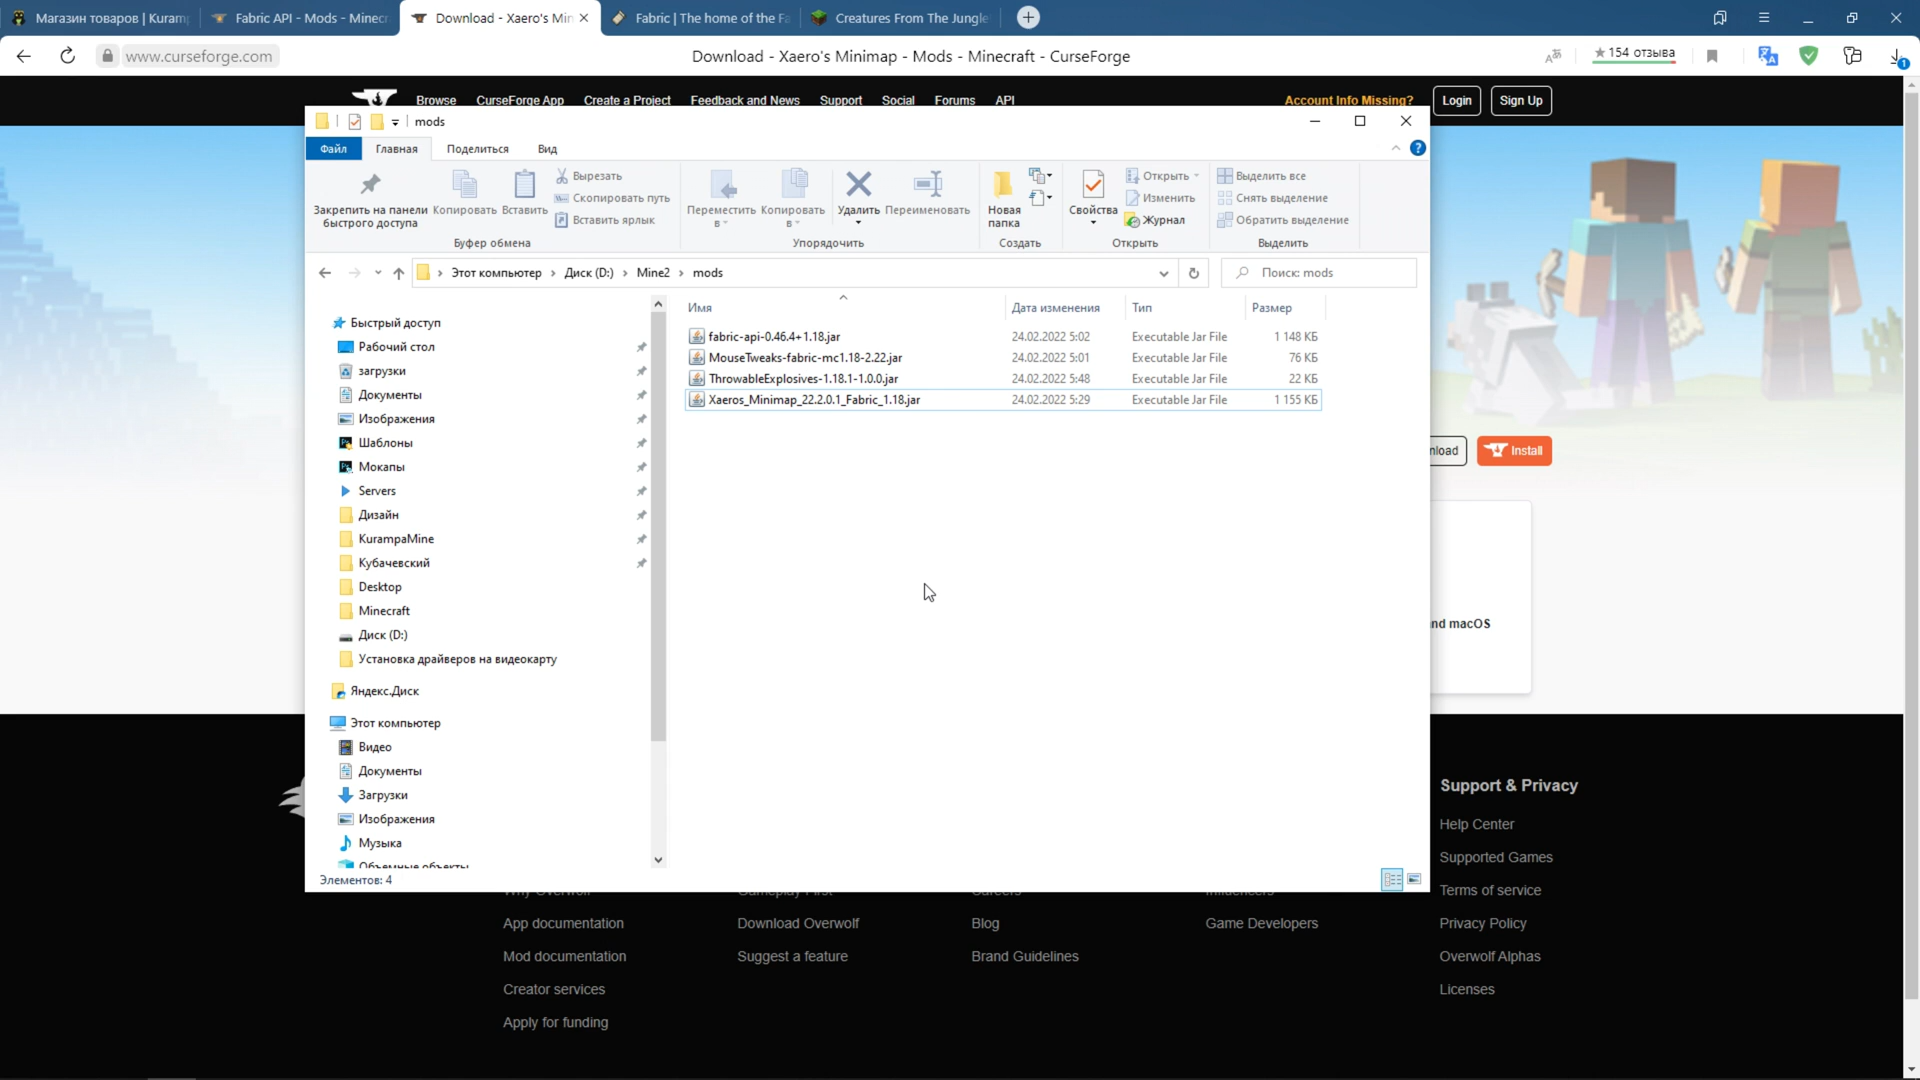 Магазин товаров | Kuram
Fabric API - Mods - Minecr
Download - Xaero's Min
Fabric | The home of the Fa
Creatures From The Jungle
www.curseforge.com
Download - Xaero's Minimap - Mods - Minecraft - CurseForge
★ 154 отзыва
1
Browse CurseForge App Create a Project Feedback and News Support Social Forums API
Account Info Missing? Login Sign Up
mods
Файл Главная Поделиться Вид
Закрепить на панели быстрого доступа
Копировать
Вставить
Вырезать
Скопировать путь
Вставить ярлык
Буфер обмена
Переместить в
Копировать в
Удалить
Переименовать
Упорядочить
Новая папка
Создать
Свойства
Открыть
Изменить
Журнал
Открыть
Выделить все
Снять выделение
Обратить выделение
Выделить
Этот компьютер › Диск (D:) › Mine2 › mods
Поиск: mods
Быстрый доступ
Рабочий стол
загрузки
Документы
Изображения
Шаблоны
Мокапы
Servers
Дизайн
KurampaMine
Кубачевский
Desktop
Minecraft
Диск (D:)
Установка драйверов на видеокарту
Яндекс.Диск
Этот компьютер
Видео
Документы
Загрузки
Изображения
Музыка
Объемные объекты
Имя Дата изменения Тип Размер
fabric-api-0.46.4+1.18.jar 24.02.2022 5:02 Executable Jar File 1 148 КБ
MouseTweaks-fabric-mc1.18-2.22.jar 24.02.2022 5:01 Executable Jar File 76 КБ
ThrowableExplosives-1.18.1-1.0.0.jar 24.02.2022 5:48 Executable Jar File 22 КБ
Xaeros_Minimap_22.2.0.1_Fabric_1.18.jar 24.02.2022 5:29 Executable Jar File 1 155 КБ
Элементов: 4
nload
Install
nd macOS
Support & Privacy
Help Center
Supported Games
Terms of service
Privacy Policy
Overwolf Alphas
Licenses
Why Overwolf
App documentation
Mod documentation
Creator services
Apply for funding
Gameplay First
Download Overwolf
Suggest a feature
Careers
Blog
Brand Guidelines
Influencers
Game Developers